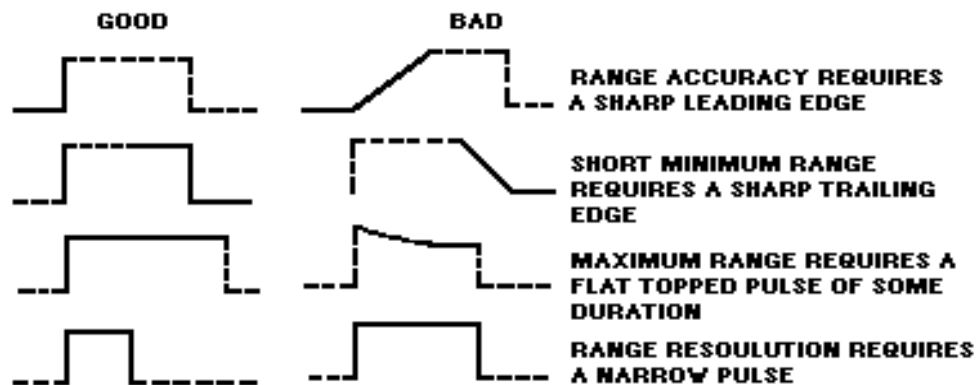 GOOD
BAD
RANGE ACCURACY REQUIRES
A SHARP LEADING EDGE
SHORT MINIMUM RANGE
REQUIRES A SHARP TRAILING
EDGE
MAXIMUM RANGE REQUIRES A
FLAT TOPPED PULSE OF SOME
DURATION
RANGE RESOULUTION REQUIRES
A NARROW PULSE